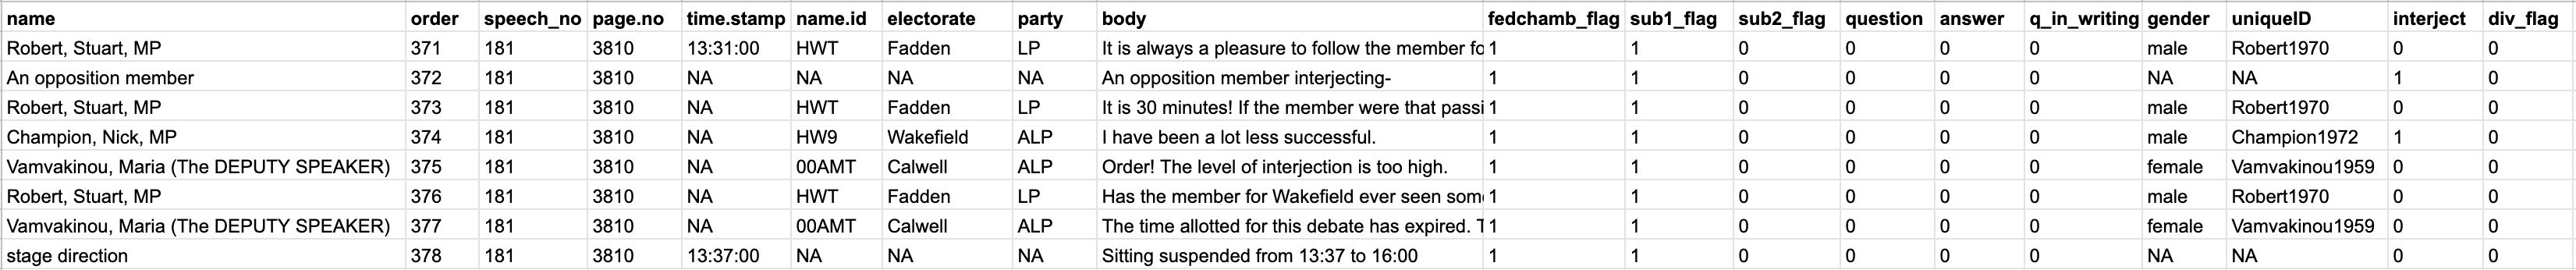 name order speech_no page.no time.stamp name.id electorate party body fedchamb_flag sub1_flag sub2_flag question answer q_in_writing gender uniqueID interject div_flag
Robert, Stuart, MP 371 181 3810 13:31:00 HWT Fadden LP It is always a pleasure to follow the member fo 1 1 0 0 0 0 male Robert1970 0 0
An opposition member 372 181 3810 NA NA NA NA An opposition member interjecting- 1 1 0 0 0 0 NA NA 1 0
Robert, Stuart, MP 373 181 3810 NA HWT Fadden LP It is 30 minutes! If the member were that passi 1 1 0 0 0 0 male Robert1970 0 0
Champion, Nick, MP 374 181 3810 NA HW9 Wakefield ALP I have been a lot less successful. 1 1 0 0 0 0 male Champion1972 1 0
Vamvakinou, Maria (The DEPUTY SPEAKER) 375 181 3810 NA 00AMT Calwell ALP Order! The level of interjection is too high. 1 1 0 0 0 0 female Vamvakinou1959 0 0
Robert, Stuart, MP 376 181 3810 NA HWT Fadden LP Has the member for Wakefield ever seen som 1 1 0 0 0 0 male Robert1970 0 0
Vamvakinou, Maria (The DEPUTY SPEAKER) 377 181 3810 NA 00AMT Calwell ALP The time allotted for this debate has expired. T 1 1 0 0 0 0 female Vamvakinou1959 0 0
stage direction 378 181 3810 13:37:00 NA NA NA Sitting suspended from 13:37 to 16:00 1 1 0 0 0 0 NA NA 0 0